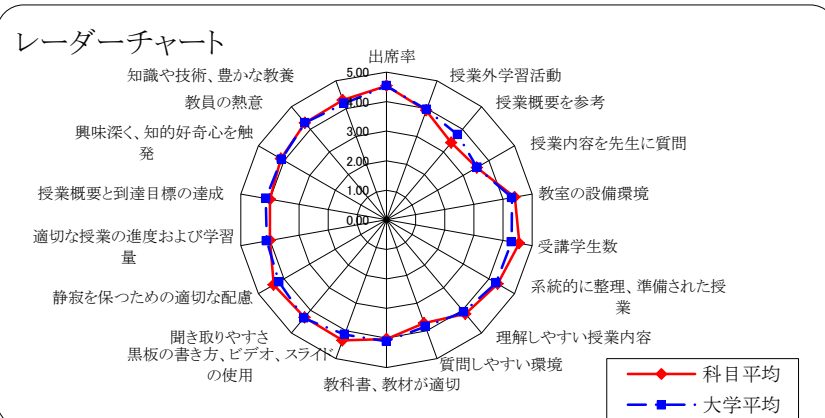 レーダーチャート
出席率
授業外学習活動
授業概要を参考
授業内容を先生に質問
教室の設備環境
受講学生数
系統的に整理、準備された授
業
理解しやすい授業内容
質問しやすい環境
教科書、教材が適切
黒板の書き方、ビデオ、スライド
の使用
聞き取りやすさ
静寂を保つための適切な配慮
適切な授業の進度および学習
量
授業概要と到達目標の達成
興味深く、知的好奇心を触
発
教員の熱意
知識や技術、豊かな教養
5.00
4.00
3.00
2.00
1.00
0.00
科目平均
大学平均